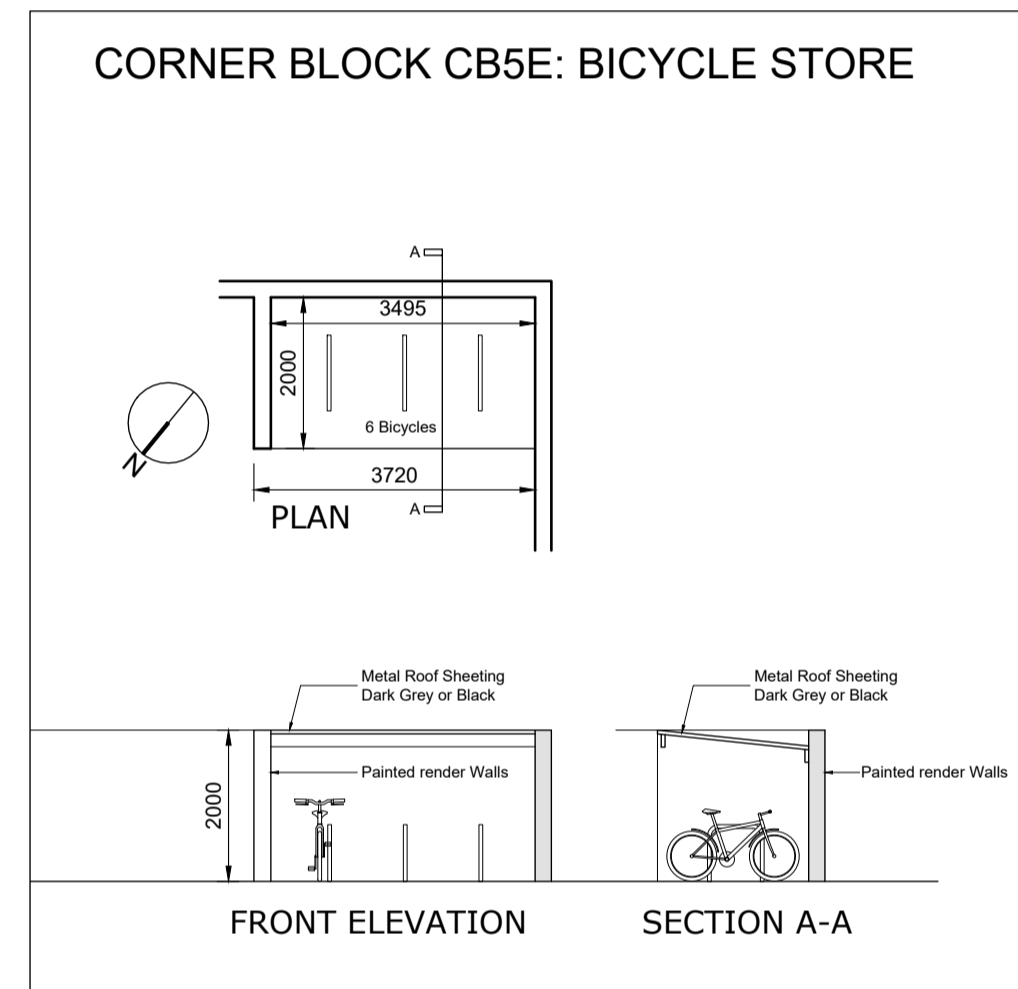 CORNER BLOCK CB5E: BICYCLE STORE
A
3495
2000
6 Bicycles
N
3720
PLAN
A
Metal Roof Sheeting
Dark Grey or Black
Metal Roof Sheeting
Dark Grey or Black
Painted render Walls
Painted render Walls
2000
FRONT ELEVATION
SECTION A-A